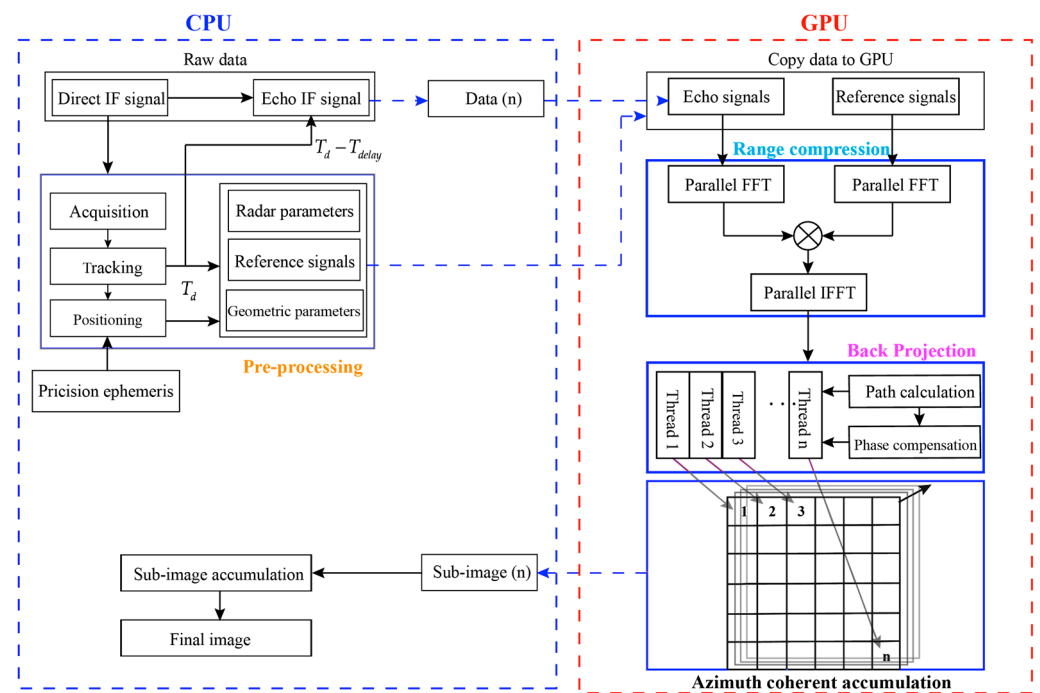 CPU
GPU
Raw data
Direct IF signal
Echo IF signal
Data (n)
T_d − T_delay
Acquisition
Tracking
Positioning
T_d
Radar parameters
Reference signals
Geometric parameters
Pre-processing
Pricision ephemeris
Copy data to GPU
Echo signals
Reference signals
Range compression
Parallel FFT
Parallel FFT
Parallel IFFT
Back Projection
Thread 1
Thread 2
Thread 3
...
Thread n
Path calculation
Phase compensation
1
2
3
n
Azimuth coherent accumulation
Sub-image (n)
Sub-image accumulation
Final image